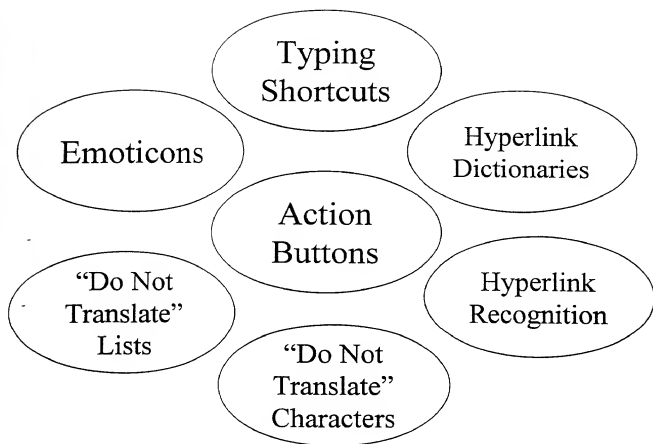 Typing
Shortcuts
Emoticons
Hyperlink
Dictionaries
Action
Buttons
“Do Not
Translate”
Lists
Hyperlink
Recognition
“Do Not
Translate”
Characters